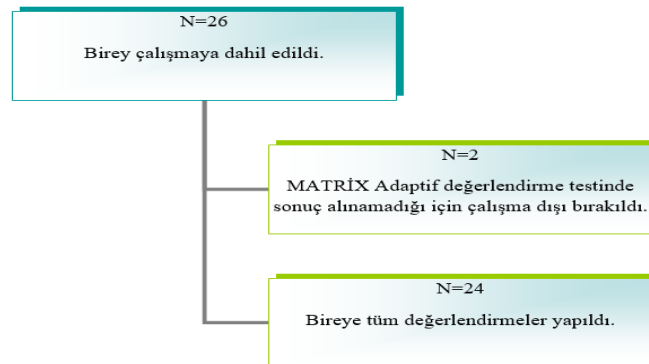 N=26
Birey çalışmaya dahil edildi.
N=2
MATRİX Adaptif değerlendirme testinde
sonuç alınamadığı için çalışma dışı bırakıldı.
N=24
Bireye tüm değerlendirmeler yapıldı.